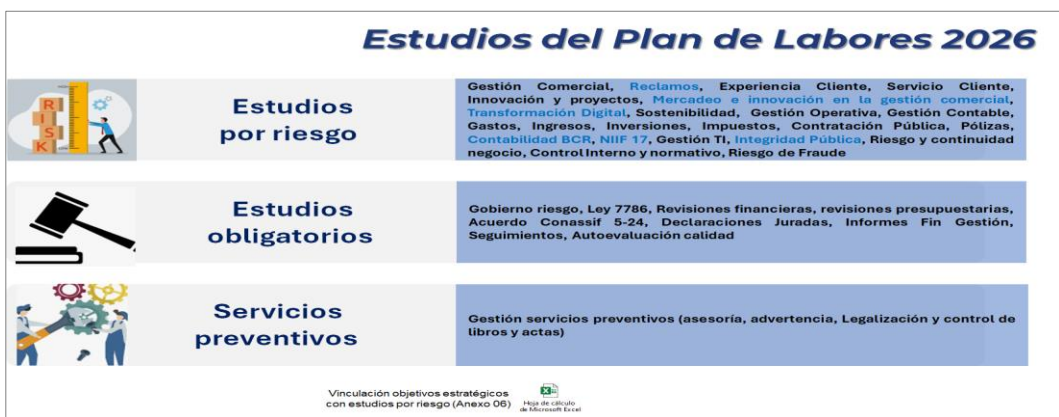 Estudios del Plan de Labores 2026
RISK
Estudios
por riesgo
Gestión Comercial, Reclamos, Experiencia Cliente, Servicio Cliente,
Innovación y proyectos, Mercadeo e innovación en la gestión comercial,
Transformación Digital, Sostenibilidad, Gestión Operativa, Gestión Contable,
Gastos, Ingresos, Inversiones, Impuestos, Contratación Pública, Pólizas,
Contabilidad BCR, NIIF 17, Gestión TI, Integridad Pública, Riesgo y continuidad
negocio, Control Interno y normativo, Riesgo de Fraude
Estudios
obligatorios
Gobierno riesgo, Ley 7786, Revisiones financieras, revisiones presupuestarias,
Acuerdo Conassif 5-24, Declaraciones Juradas, Informes Fin Gestión,
Seguimientos, Autoevaluación calidad
Servicios
preventivos
Gestión servicios preventivos (asesoría, advertencia, Legalización y control de
libros y actas)
Vinculación objetivos estratégicos
con estudios por riesgo (Anexo 06)
Hoja de cálculo
de Microsoft Excel